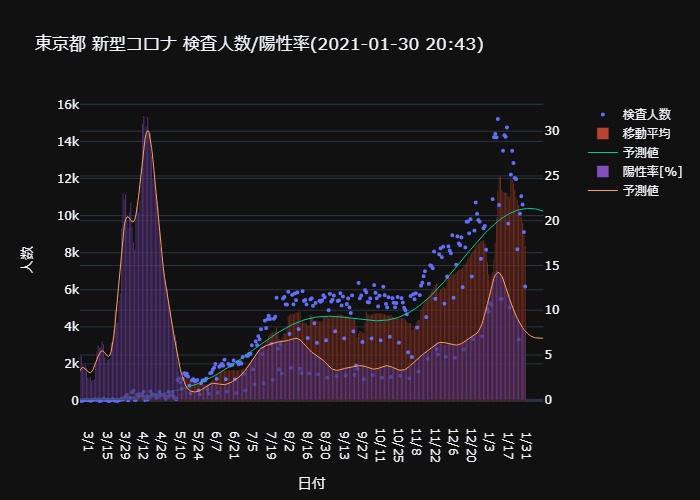 東京都 新型コロナ 検査人数/陽性率(2021-01-30 20:43)
16k
14k
12k
10k
8k
6k
4k
2k
0
人数
30
25
20
15
10
5
0
検査人数
移動平均
予測値
陽性率[%]
予測値
3/1 3/15 3/29 4/12 4/26 5/10 5/24 6/7 6/21 7/5 7/19 8/2 8/16 8/30 9/13 9/27 10/11 10/25 11/8 11/22 12/6 12/20 1/3 1/17 1/31
日付